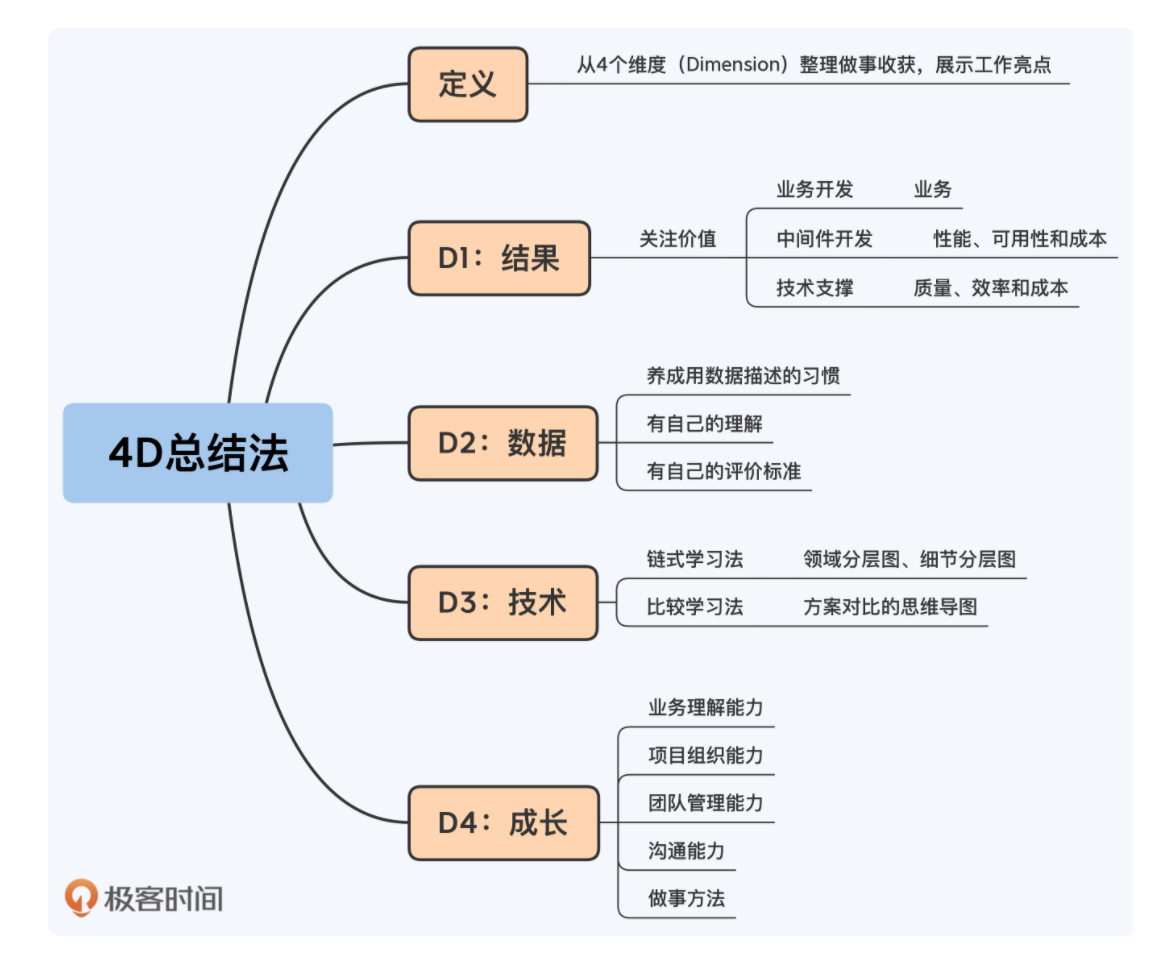 定义
从4个维度（Dimension）整理做事收获，展示工作亮点
D1：结果
关注价值
业务开发 业务
中间件开发 性能、可用性和成本
技术支撑 质量、效率和成本
4D总结法
D2：数据
养成用数据描述的习惯
有自己的理解
有自己的评价标准
D3：技术
链式学习法 领域分层图、细节分层图
比较学习法 方案对比的思维导图
D4：成长
业务理解能力
项目组织能力
团队管理能力
沟通能力
做事方法
极客时间